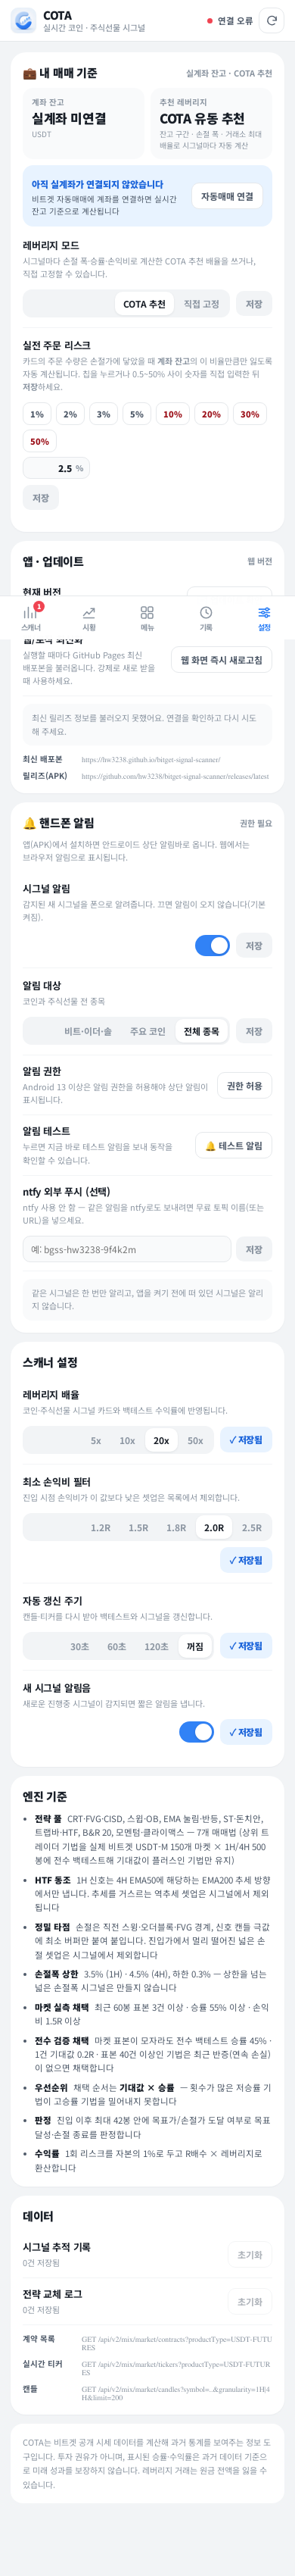 COTA
실시간 코인 · 주식선물 시그널
연결 오류
💼 내 매매 기준
실계좌 잔고 · COTA 추천
계좌 잔고
실계좌 미연결
USDT
추천 레버리지
COTA 유동 추천
잔고 구간 · 손절 폭 · 거래소 최대
배율로 시그널마다 자동 계산
아직 실계좌가 연결되지 않았습니다
비트겟 자동매매에 계좌를 연결하면 실시간
잔고 기준으로 계산됩니다
자동매매 연결
레버리지 모드
시그널마다 손절 폭·승률·손익비로 계산한 COTA 추천 배율을 쓰거나,
직접 고정할 수 있습니다.
COTA 추천
직접 고정
저장
실전 주문 리스크
카드의 주문 수량은 손절가에 닿았을 때 계좌 잔고의 이 비율만큼만 잃도록
자동 계산됩니다. 칩을 누르거나 0.5~50% 사이 숫자를 직접 입력한 뒤
저장하세요.
1% 2% 3% 5% 10% 20% 30%
50%
2.5 %
저장
앱 · 업데이트
웹 버전
현재 버전
1
스캐너
시황
메뉴
기록
설정
웹/로직 최신화
실행할 때마다 GitHub Pages 최신
배포본을 불러옵니다. 강제로 새로 받을
때 사용하세요.
웹 화면 즉시 새로고침
최신 릴리즈 정보를 불러오지 못했어요. 연결을 확인하고 다시 시도
해 주세요.
최신 배포본
https://hw3238.github.io/bitget-signal-scanner/
릴리즈(APK)
https://github.com/hw3238/bitget-signal-scanner/releases/latest
🔔 핸드폰 알림
권한 필요
앱(APK)에서 설치하면 안드로이드 상단 알림바로 옵니다. 웹에서는
브라우저 알림으로 표시됩니다.
시그널 알림
감지된 새 시그널을 폰으로 알려줍니다. 끄면 알림이 오지 않습니다(기본
켜짐).
저장
알림 대상
코인과 주식선물 전 종목
비트·이더·솔
주요 코인
전체 종목
저장
알림 권한
Android 13 이상은 알림 권한을 허용해야 상단 알림이
표시됩니다.
권한 허용
알림 테스트
누르면 지금 바로 테스트 알림을 보내 동작을
확인할 수 있습니다.
🔔 테스트 알림
ntfy 외부 푸시 (선택)
ntfy 사용 안 함 — 같은 알림을 ntfy로도 보내려면 무료 토픽 이름(또는
URL)을 넣으세요.
예: bgss-hw3238-9f4k2m
저장
같은 시그널은 한 번만 알리고, 앱을 켜기 전에 떠 있던 시그널은 알리
지 않습니다.
스캐너 설정
레버리지 배율
코인·주식선물 시그널 카드와 백테스트 수익률에 반영됩니다.
5x 10x 20x 50x
✓ 저장됨
최소 손익비 필터
진입 시점 손익비가 이 값보다 낮은 셋업은 목록에서 제외합니다.
1.2R 1.5R 1.8R 2.0R 2.5R
✓ 저장됨
자동 갱신 주기
캔들·티커를 다시 받아 백테스트와 시그널을 갱신합니다.
30초 60초 120초 꺼짐
✓ 저장됨
새 시그널 알림음
새로운 진행중 시그널이 감지되면 짧은 알림을 냅니다.
✓ 저장됨
엔진 기준
• 전략 풀 CRT·FVG·CISD, 스윕·OB, EMA 눌림·반등, ST·돈치안,
트랩바·HTF, B&R 20, 모멘텀·클라이맥스 — 7개 매매법 (상위 트
레이더 기법을 실제 비트겟 USDT-M 150개 마켓 × 1H/4H 500
봉에 전수 백테스트해 기대값이 플러스인 기법만 유지)
• HTF 동조 1H 신호는 4H EMA50에 해당하는 EMA200 추세 방향
에서만 냅니다. 추세를 거스르는 역추세 셋업은 시그널에서 제외
됩니다
• 정밀 타점 손절은 직전 스윙·오더블록·FVG 경계, 신호 캔들 극값
에 최소 버퍼만 붙여 붙입니다. 진입가에서 멀리 떨어진 넓은 손
절 셋업은 시그널에서 제외합니다
• 손절폭 상한 3.5% (1H) · 4.5% (4H), 하한 0.3% — 상한을 넘는
넓은 손절폭 시그널은 만들지 않습니다
• 마켓 실측 채택 최근 60봉 표본 3건 이상 · 승률 55% 이상 · 손익
비 1.5R 이상
• 전수 검증 채택 마켓 표본이 모자라도 전수 백테스트 승률 45% ·
1건 기대값 0.2R · 표본 40건 이상인 기법은 최근 반증(연속 손실)
이 없으면 채택합니다
• 우선순위 채택 순서는 기대값 × 승률 — 횟수가 많은 저승률 기
법이 고승률 기법을 밀어내지 못합니다
• 판정 진입 이후 최대 42봉 안에 목표가/손절가 도달 여부로 목표
달성·손절 종료를 판정합니다
• 수익률 1회 리스크를 자본의 1%로 두고 R배수 × 레버리지로
환산합니다
데이터
시그널 추적 기록
0건 저장됨
초기화
전략 교체 로그
0건 저장됨
초기화
계약 목록
GET /api/v2/mix/market/contracts?productType=USDT-FUTU
RES
실시간 티커
GET /api/v2/mix/market/tickers?productType=USDT-FUTUR
ES
캔들
GET /api/v2/mix/market/candles?symbol=..&granularity=1H|4
H&limit=200
COTA는 비트겟 공개 시세 데이터를 계산해 과거 통계를 보여주는 정보 도
구입니다. 투자 권유가 아니며, 표시된 승률·수익률은 과거 데이터 기준으
로 미래 성과를 보장하지 않습니다. 레버리지 거래는 원금 전액을 잃을 수
있습니다.